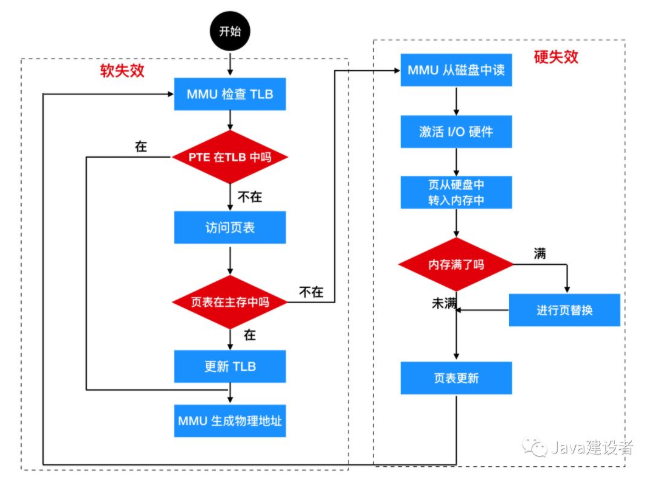 开始
软失效
MMU 检查 TLB
PTE 在TLB 中吗
在
不在
访问页表
页表在主存中吗
不在
在
更新 TLB
MMU 生成物理地址
硬失效
MMU 从磁盘中读
激活 I/O 硬件
页从硬盘中
转入内存中
内存满了吗
满
未满
进行页替换
页表更新
Java建设者